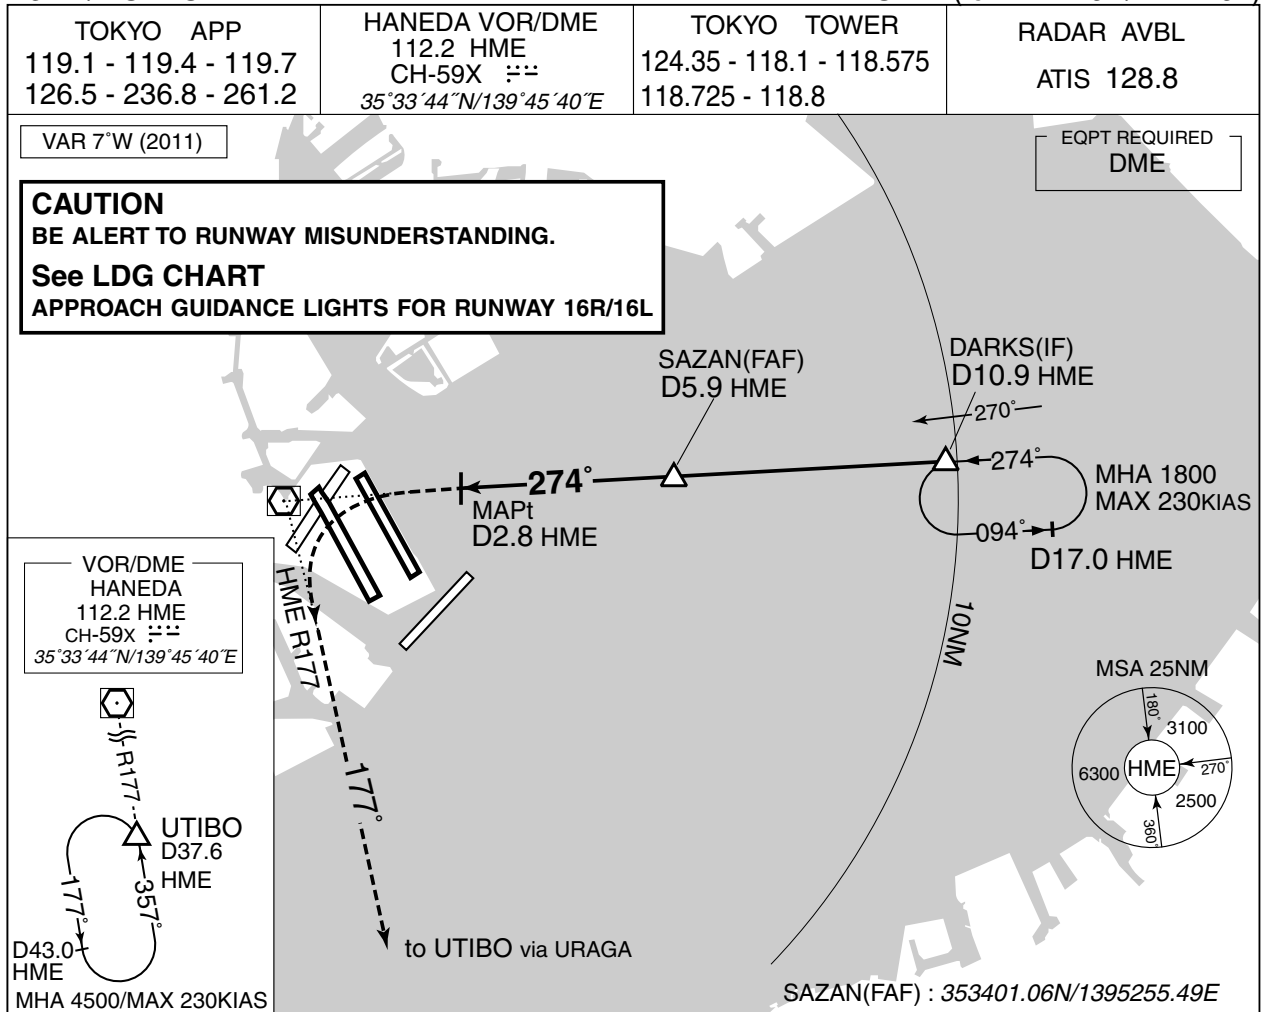 TOKYO APP
119.1 - 119.4 - 119.7
126.5 - 236.8 - 261.2
HANEDA VOR/DME
112.2 HME
CH-59X
35°33´44˝N/139°45´40˝E
TOKYO TOWER
124.35 - 118.1 - 118.575
118.725 - 118.8
RADAR AVBL
ATIS 128.8
VAR 7°W (2011)
EQPT REQUIRED
DME
CAUTION
BE ALERT TO RUNWAY MISUNDERSTANDING.
See LDG CHART
APPROACH GUIDANCE LIGHTS FOR RUNWAY 16R/16L
SAZAN(FAF)
D5.9 HME
DARKS(IF)
D10.9 HME
270°
274°
274°
MHA 1800
MAX 230KIAS
094°
D17.0 HME
MAPt
D2.8 HME
HME R177
10NM
177°
to UTIBO via URAGA
VOR/DME
HANEDA
112.2 HME
CH-59X
35°33´44˝N/139°45´40˝E
R177
UTIBO
D37.6
HME
177°
357°
D43.0
HME
MHA 4500/MAX 230KIAS
MSA 25NM
180°
3100
6300
HME
270°
2500
360°
SAZAN(FAF) : 353401.06N/1395255.49E